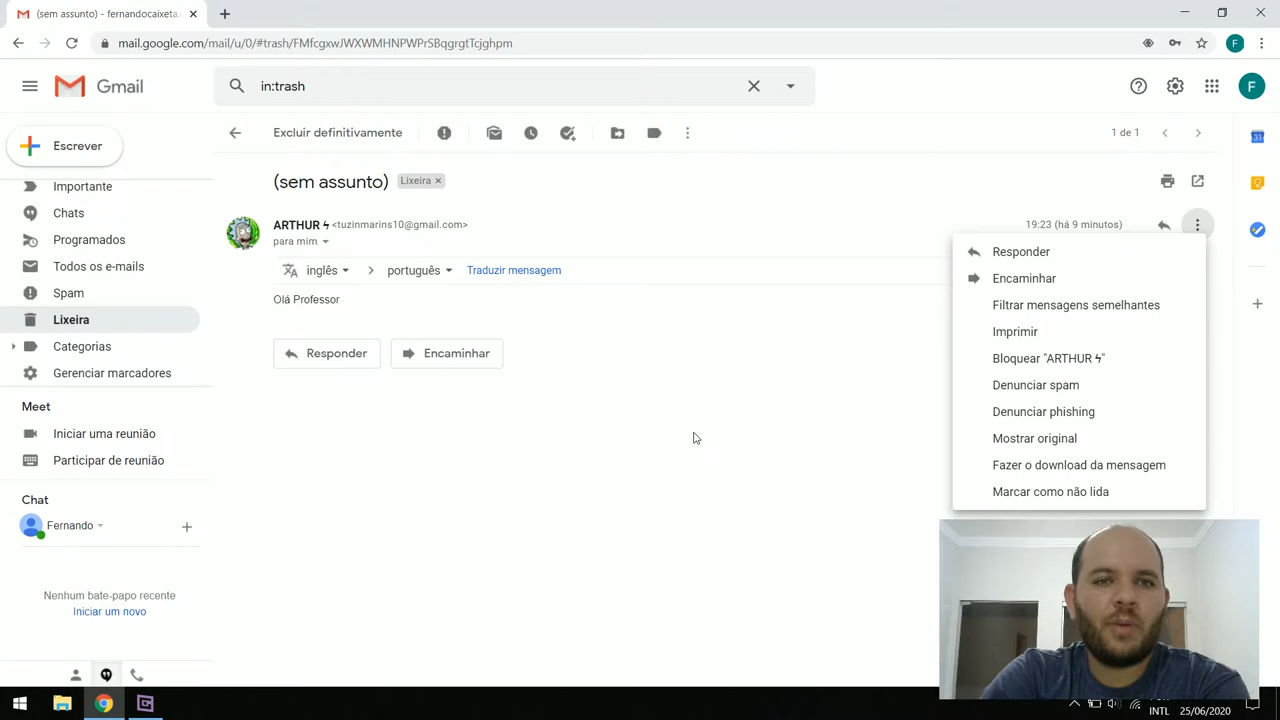 (sem assunto) - fernandocaixeta.
mail.google.com/mail/u/0/#trash/FMfcgxwJWXWMHNPWPrSBqgrgtTcjghpm
F
Gmail
in:trash
F
Escrever
Excluir definitivamente
1 de 1
31
Importante
Chats
Programados
Todos os e-mails
Spam
Lixeira
Categorias
Gerenciar marcadores
Meet
Iniciar uma reunião
Participar de reunião
Chat
Fernando
Nenhum bate-papo recente
Iniciar um novo
(sem assunto) Lixeira ×
ARTHUR ϟ <tuzinmarins10@gmail.com>
19:23 (há 9 minutos)
para mim
inglês > português Traduzir mensagem
Olá Professor
Responder Encaminhar
Responder
Encaminhar
Filtrar mensagens semelhantes
Imprimir
Bloquear "ARTHUR ϟ"
Denunciar spam
Denunciar phishing
Mostrar original
Fazer o download da mensagem
Marcar como não lida
INTL
25/06/2020